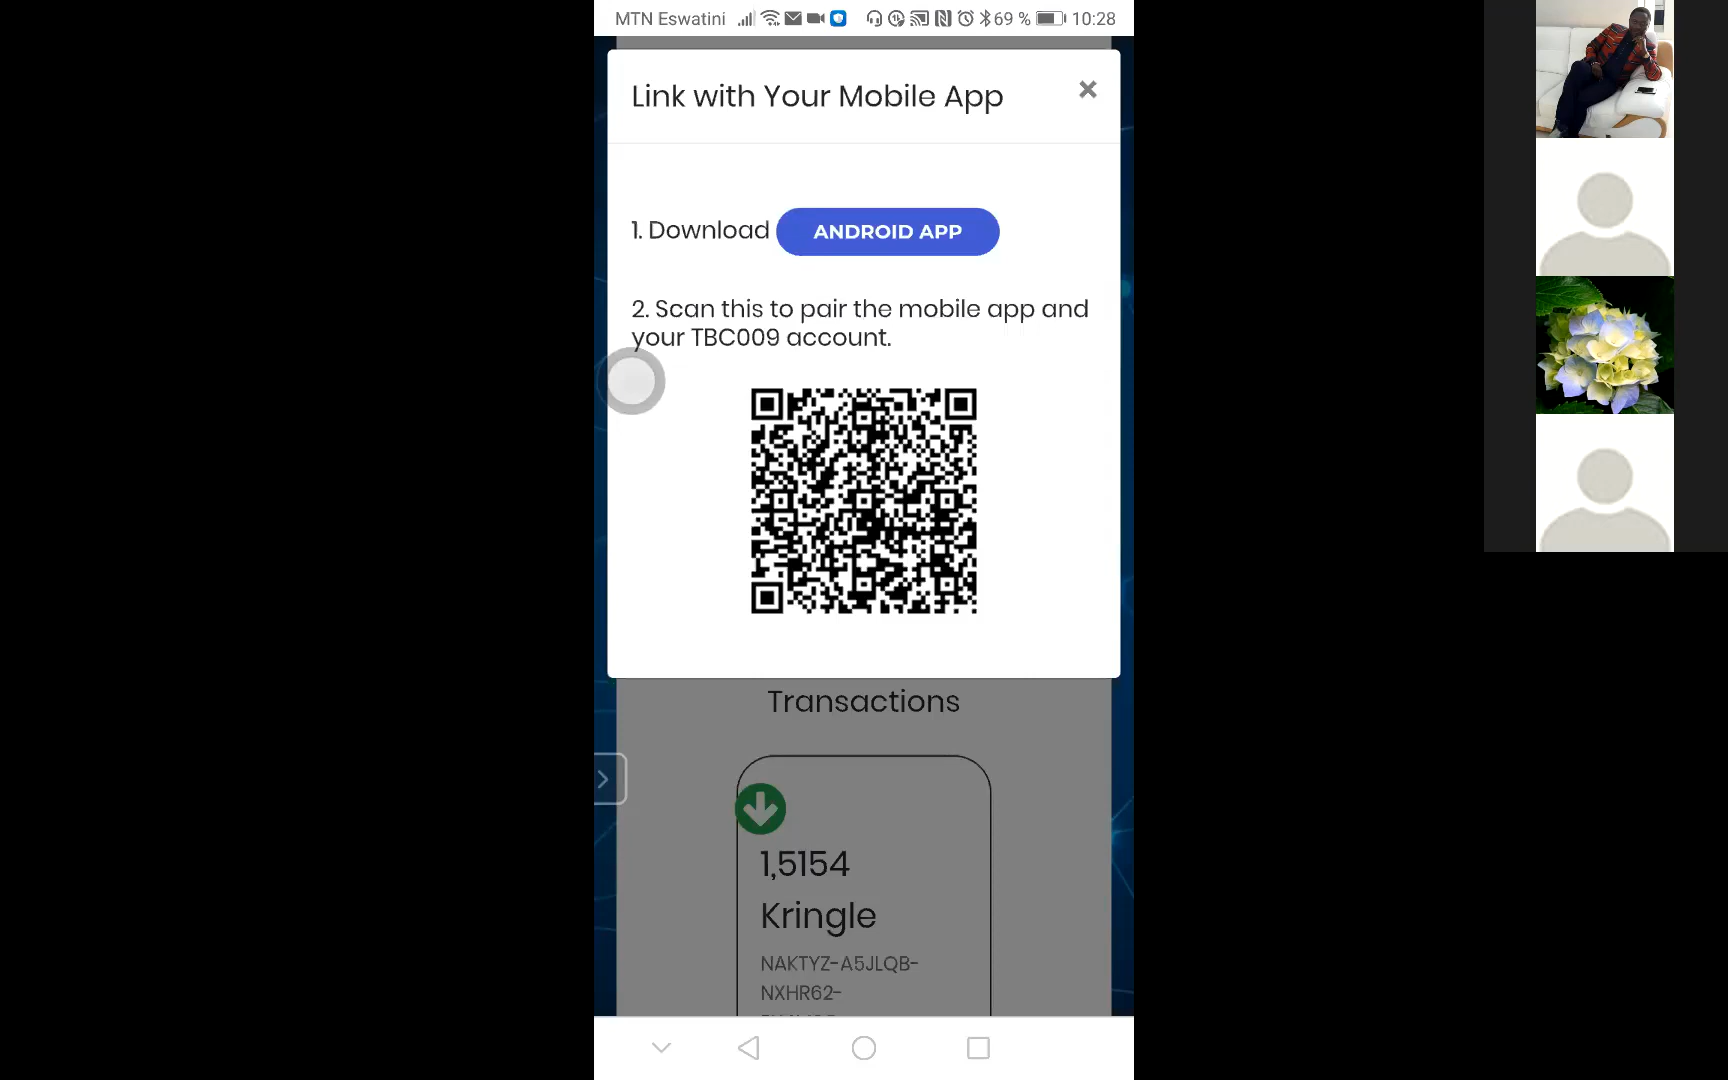 MTN Eswatini 69 % 10:28
Link with Your Mobile App
1. Download ANDROID APP
2. Scan this to pair the mobile app and
your TBC009 account.
Transactions
1,5154
Kringle
NAKTYZ-A5JLQB-
NXHR62-